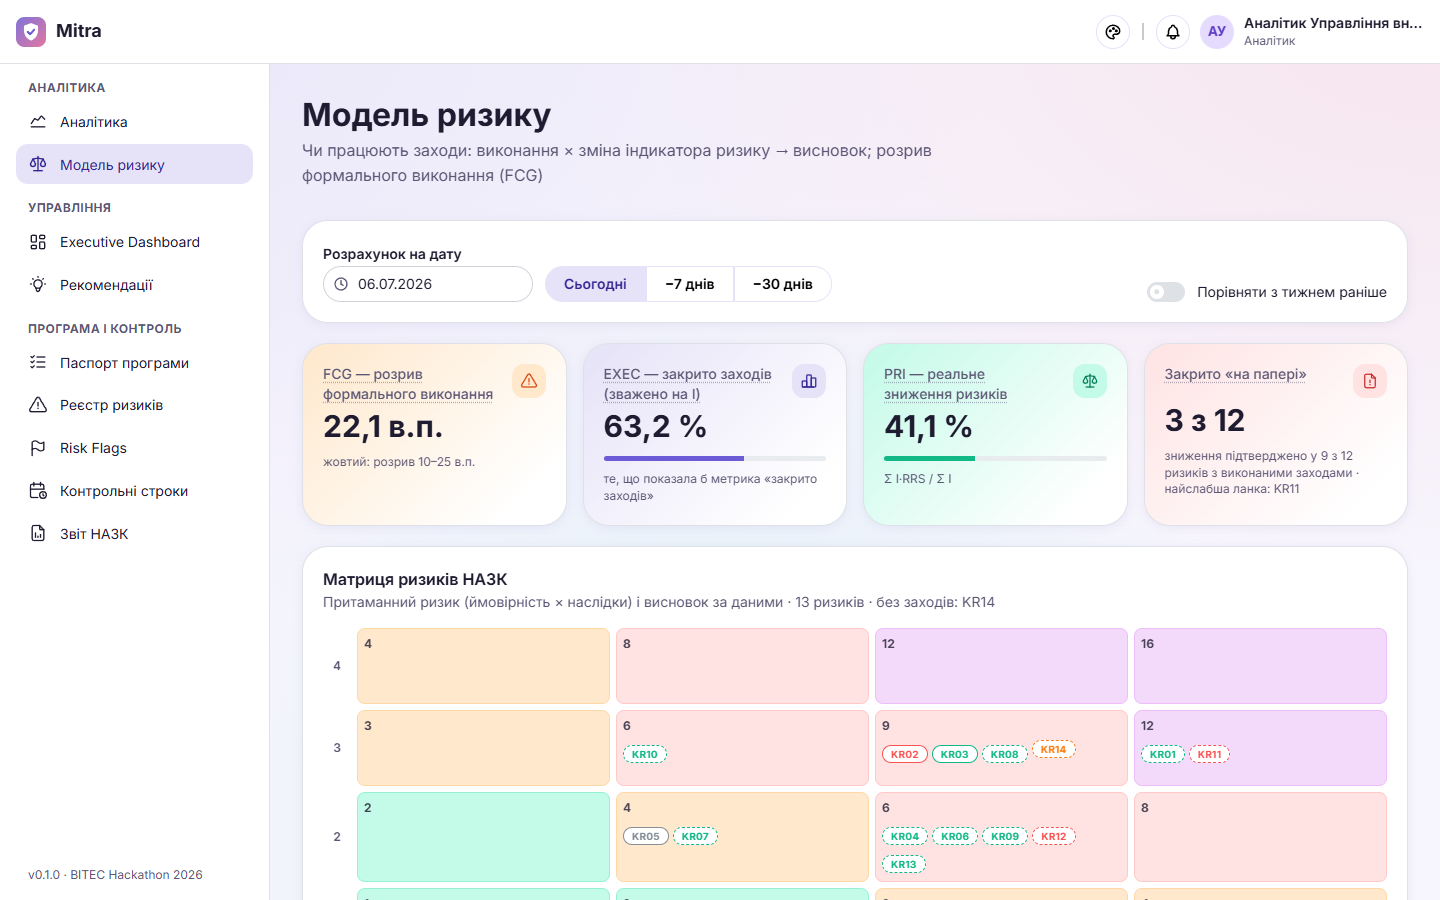 Mitra
АУ
Аналітик Управління вн...
Аналітик
АНАЛІТИКА
Аналітика
Модель ризику
УПРАВЛІННЯ
Executive Dashboard
Рекомендації
ПРОГРАМА І КОНТРОЛЬ
Паспорт програми
Реєстр ризиків
Risk Flags
Контрольні строки
Звіт НАЗК
v0.1.0 · BITEC Hackathon 2026
Модель ризику
Чи працюють заходи: виконання × зміна індикатора ризику → висновок; розрив
формального виконання (FCG)
Розрахунок на дату
06.07.2026
Сьогодні
−7 днів
−30 днів
Порівняти з тижнем раніше
FCG — розрив
формального виконання
22,1 в.п.
жовтий: розрив 10–25 в.п.
EXEC — закрито заходів
(зважено на І)
63,2 %
те, що показала б метрика «закрито
заходів»
PRI — реальне
зниження ризиків
41,1 %
Σ I·RRS / Σ I
Закрито «на папері»
3 з 12
зниження підтверджено у 9 з 12
ризиків з виконаними заходами ·
найслабша ланка: KR11
Матриця ризиків НАЗК
Притаманний ризик (ймовірність × наслідки) і висновок за даними · 13 ризиків · без заходів: KR14
4
4
8
12
16
3
3
6
KR10
9
KR02 KR03 KR08 KR14
12
KR01 KR11
2
2
4
KR05 KR07
6
KR04 KR06 KR09 KR12
KR13
8